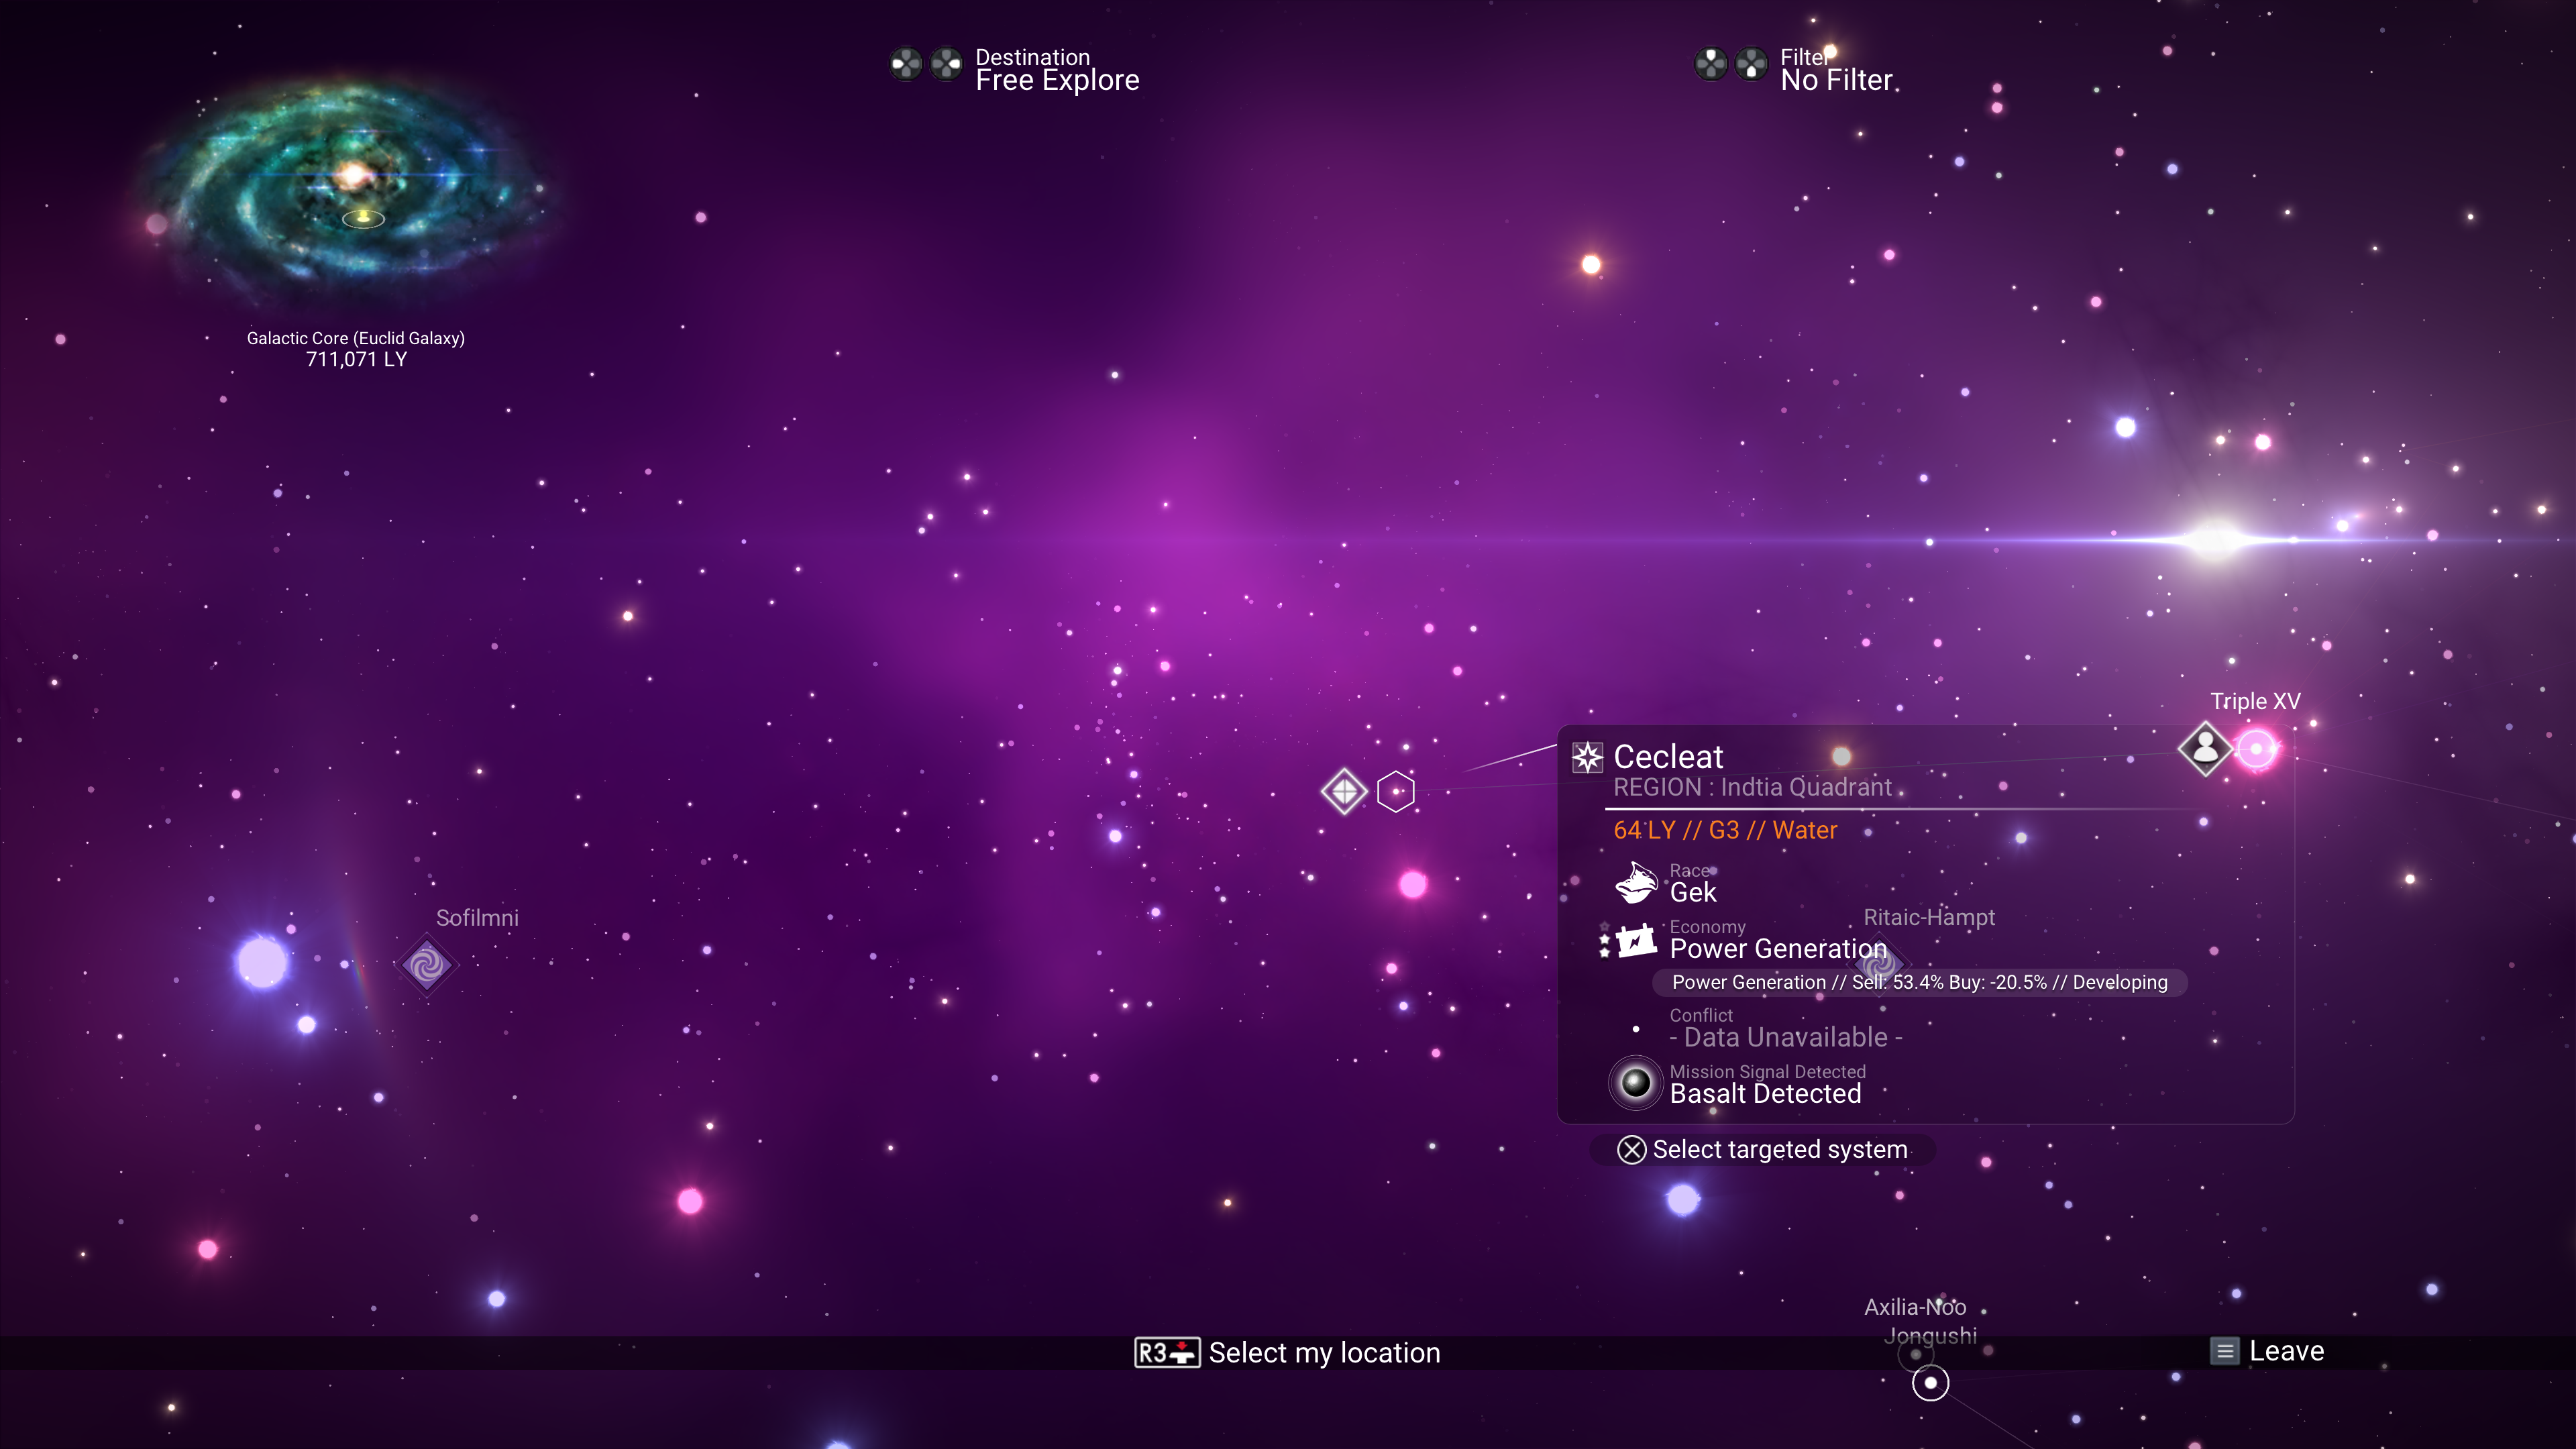 Destination
Free Explore
Filter
No Filter
Galactic Core (Euclid Galaxy)
711,071 LY
Triple XV
Cecleat
REGION : Indtia Quadrant
64 LY // G3 // Water
Race
Gek
Sofilmni
Ritaic-Hampt
Economy
Power Generation
Power Generation // Sell: 53.4% Buy: -20.5% // Developing
Conflict
- Data Unavailable -
Mission Signal Detected
Basalt Detected
Select targeted system
Axilia-Noo
Jongushi
R3 Select my location
Leave